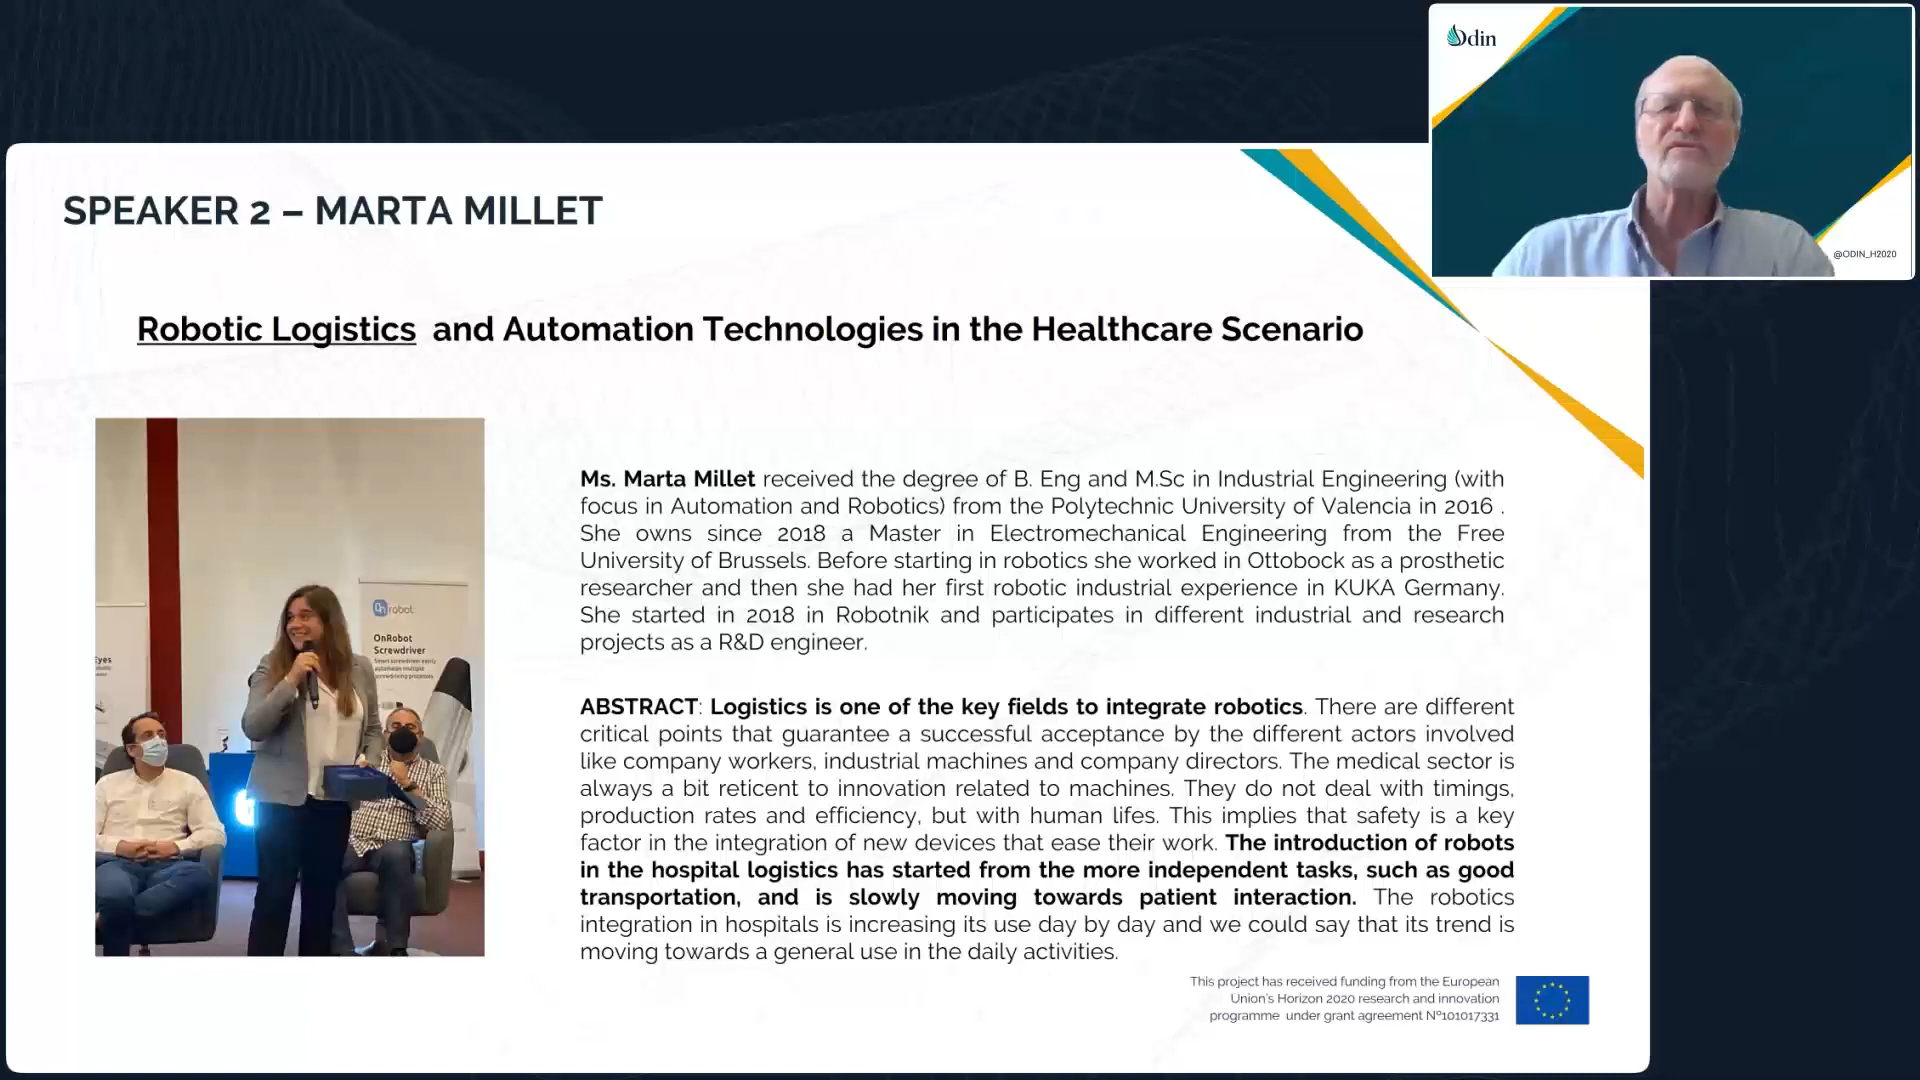 Odin
@ODIN_H2020
SPEAKER 2 – MARTA MILLET
Robotic Logistics and Automation Technologies in the Healthcare Scenario
Ms. Marta Millet received the degree of B. Eng and M.Sc in Industrial Engineering (with
focus in Automation and Robotics) from the Polytechnic University of Valencia in 2016 .
She owns since 2018 a Master in Electromechanical Engineering from the Free
University of Brussels. Before starting in robotics she worked in Ottobock as a prosthetic
researcher and then she had her first robotic industrial experience in KUKA Germany.
She started in 2018 in Robotnik and participates in different industrial and research
projects as a R&D engineer.
ABSTRACT: Logistics is one of the key fields to integrate robotics. There are different
critical points that guarantee a successful acceptance by the different actors involved
like company workers, industrial machines and company directors. The medical sector is
always a bit reticent to innovation related to machines. They do not deal with timings,
production rates and efficiency, but with human lifes. This implies that safety is a key
factor in the integration of new devices that ease their work. The introduction of robots
in the hospital logistics has started from the more independent tasks, such as good
transportation, and is slowly moving towards patient interaction. The robotics
integration in hospitals is increasing its use day by day and we could say that its trend is
moving towards a general use in the daily activities.
On robot
OnRobot
Screwdriver
Eyes
This project has received funding from the European
Union's Horizon 2020 research and innovation
programme under grant agreement Nº101017331